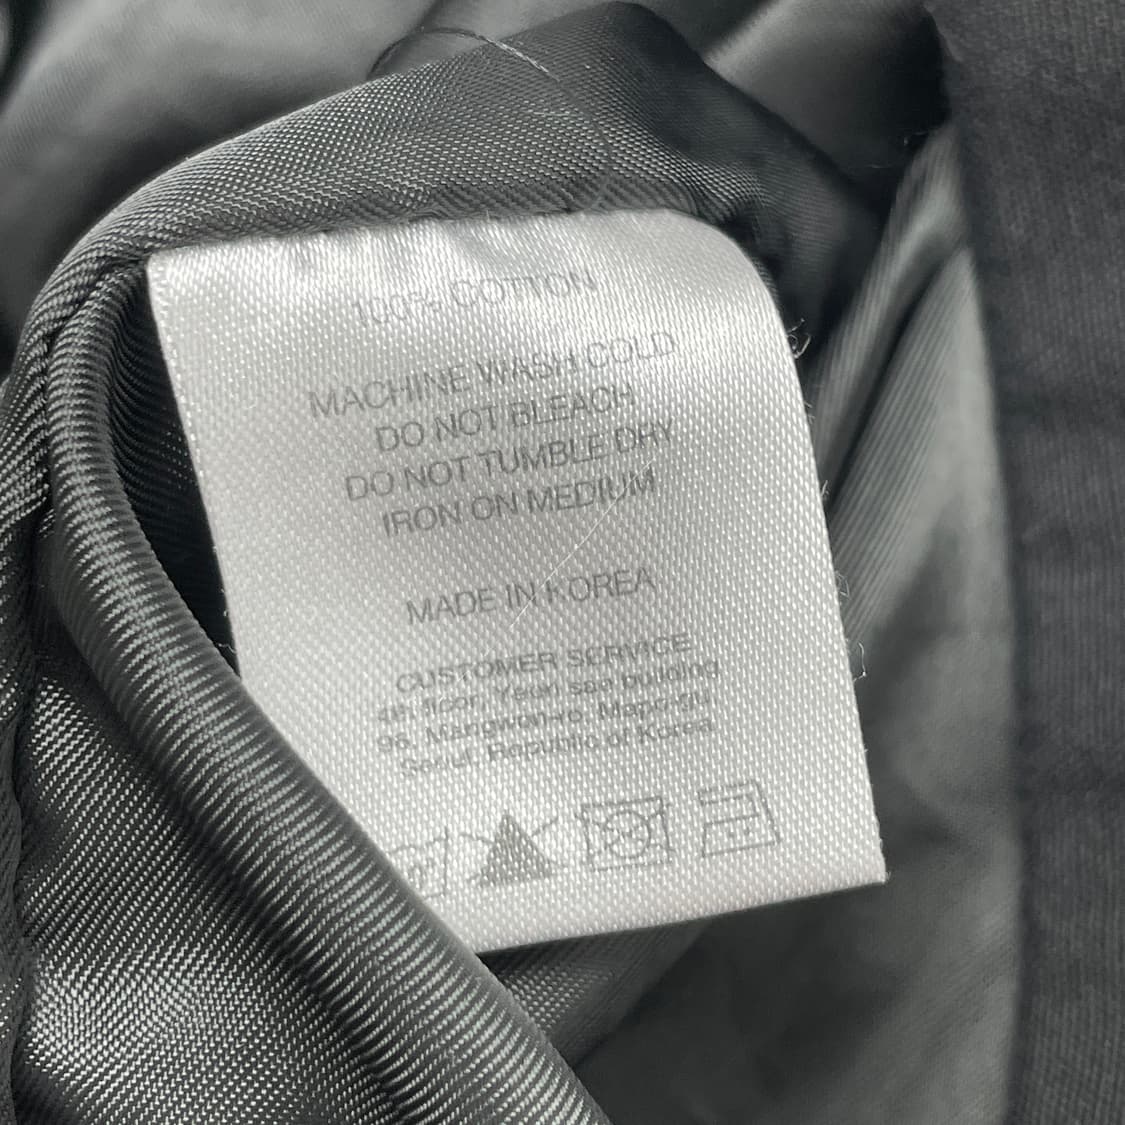 100% COTTON
MACHINE WASH COLD
DO NOT BLEACH
DO NOT TUMBLE DRY
IRON ON MEDIUM
MADE IN KOREA
CUSTOMER SERVICE
4th floor, building
96, Mangwon-ro, Mapo-gu
Seoul, Republic of Korea